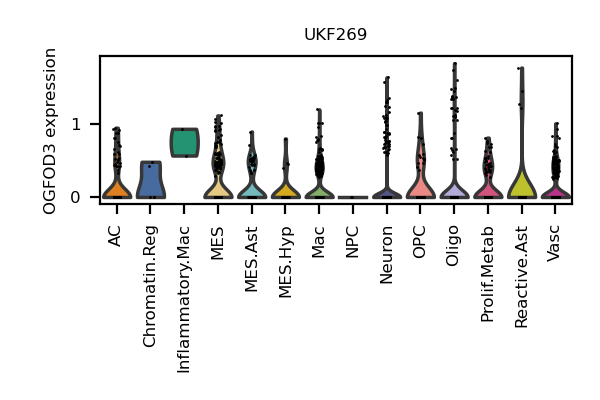 UKF269
OGFOD3 expression
1
0
AC
Chromatin.Reg
Inflammatory.Mac
MES
MES.Ast
MES.Hyp
Mac
NPC
Neuron
OPC
Oligo
Prolif.Metab
Reactive.Ast
Vasc